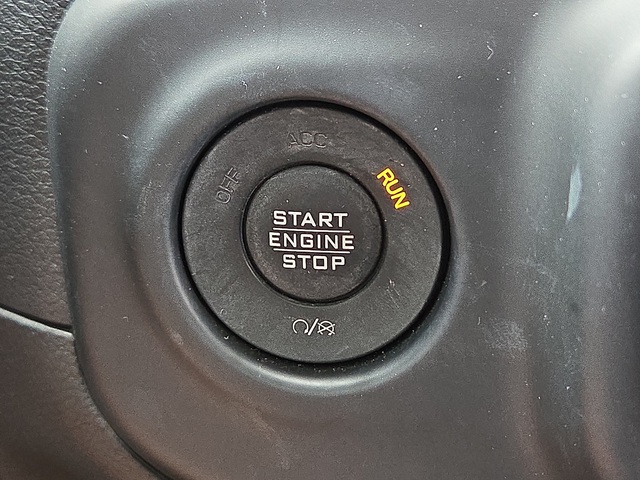 ACC
OFF
RUN
START
ENGINE
STOP